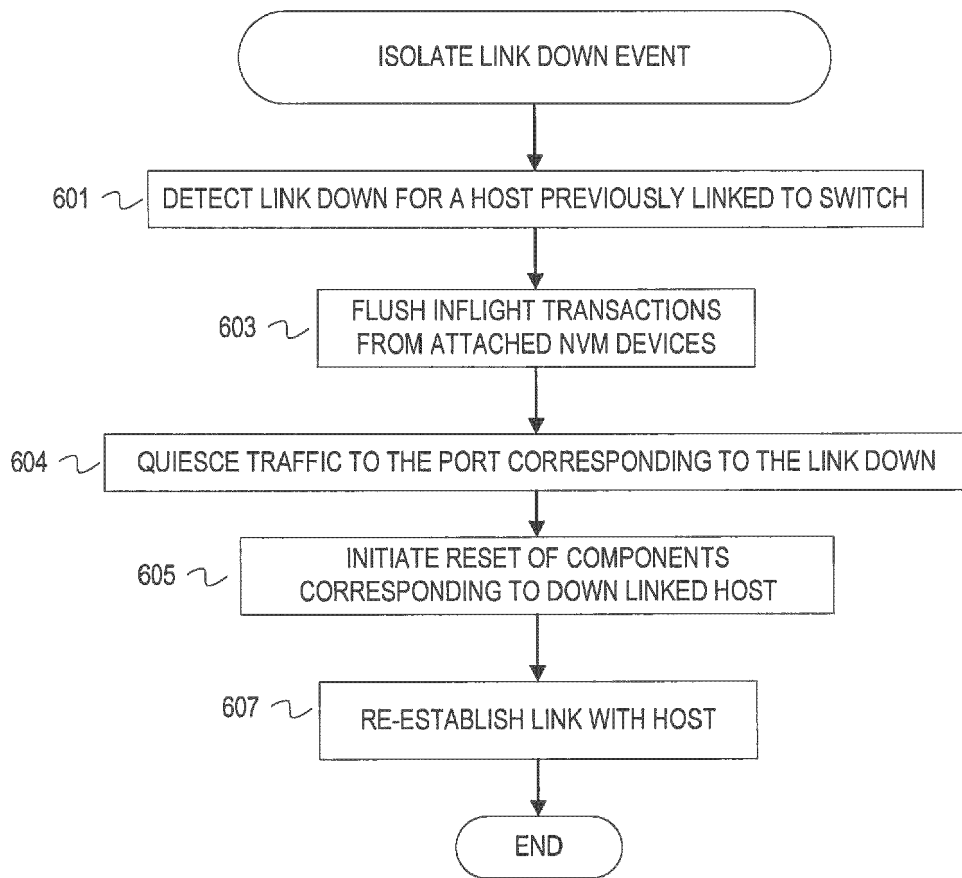 ISOLATE LINK DOWN EVENT
601
DETECT LINK DOWN FOR A HOST PREVIOUSLY LINKED TO SWITCH
603
FLUSH INFLIGHT TRANSACTIONS
FROM ATTACHED NVM DEVICES
604
QUIESCE TRAFFIC TO THE PORT CORRESPONDING TO THE LINK DOWN
605
INITIATE RESET OF COMPONENTS
CORRESPONDING TO DOWN LINKED HOST
607
RE-ESTABLISH LINK WITH HOST
END